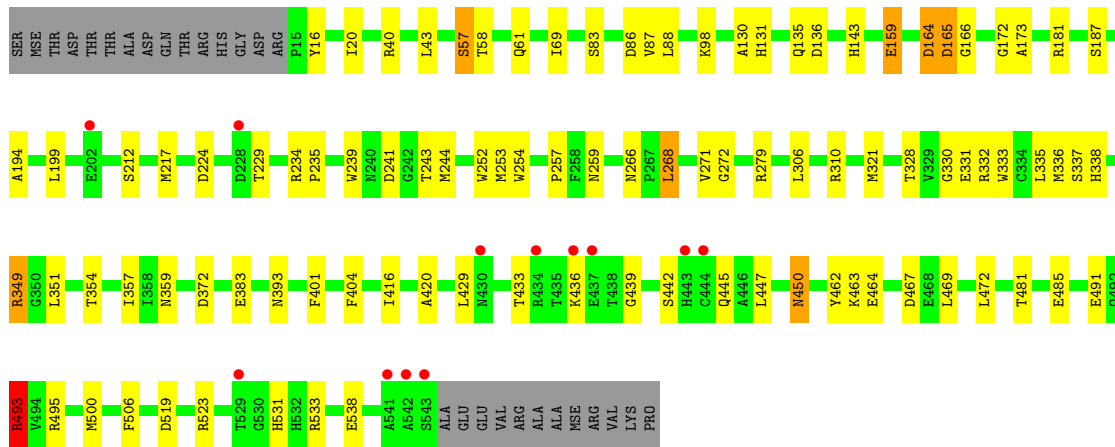 SER MSE THR ASP THR THR ALA ASP GLN THR ARG HIS GLY ASP ARG P15 Y16 I20 R40 L43 S57 T58 Q61 I69 S83 D86 V87 L88 K98 A130 H131 Q135 D136 H143 E159 D164 D165 G166 G172 A173 R181 S187
A194 L199 E202 S212 M217 D224 D228 T229 R234 P235 W239 N240 D241 G242 T243 M244 W252 M253 W254 P257 F258 N259 N266 P267 L268 V271 G272 R279 L306 R310 M321 T328 V329 G330 E331 R332 W333 C334 L335 M336 S337 H338
R349 G350 L351 T354 I357 I358 N359 D372 E383 N393 F401 F404 I416 A420 L429 N430 T433 R434 T435 K436 E437 T438 G439 S442 H443 C444 Q445 A446 L447 N450 Y462 K463 E464 D467 E468 L469 L472 T481 E485 E491
R493 V494 R495 M500 F506 D519 R523 T529 G530 H531 H532 R533 E538 A541 A542 S543 ALA GLU GLU VAL ARG ALA ALA MSE ARG VAL LYS PRO